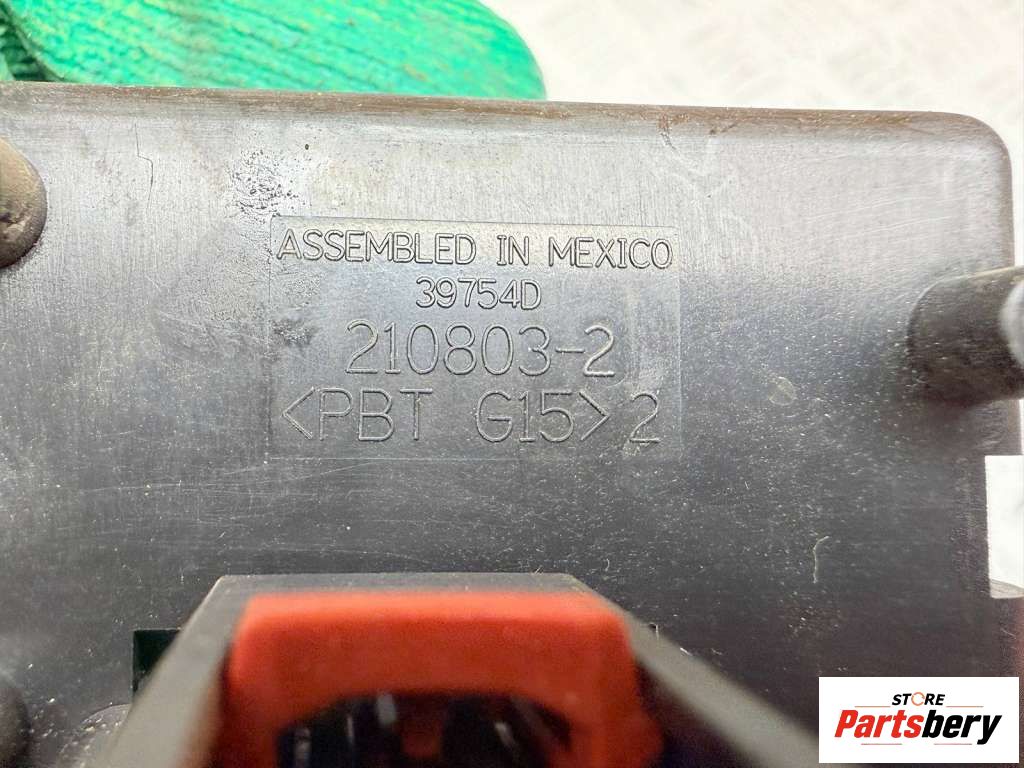 ASSEMBLED IN MEXICO
39754D
210803-2
<PBT G15>2
STORE
Partsbery